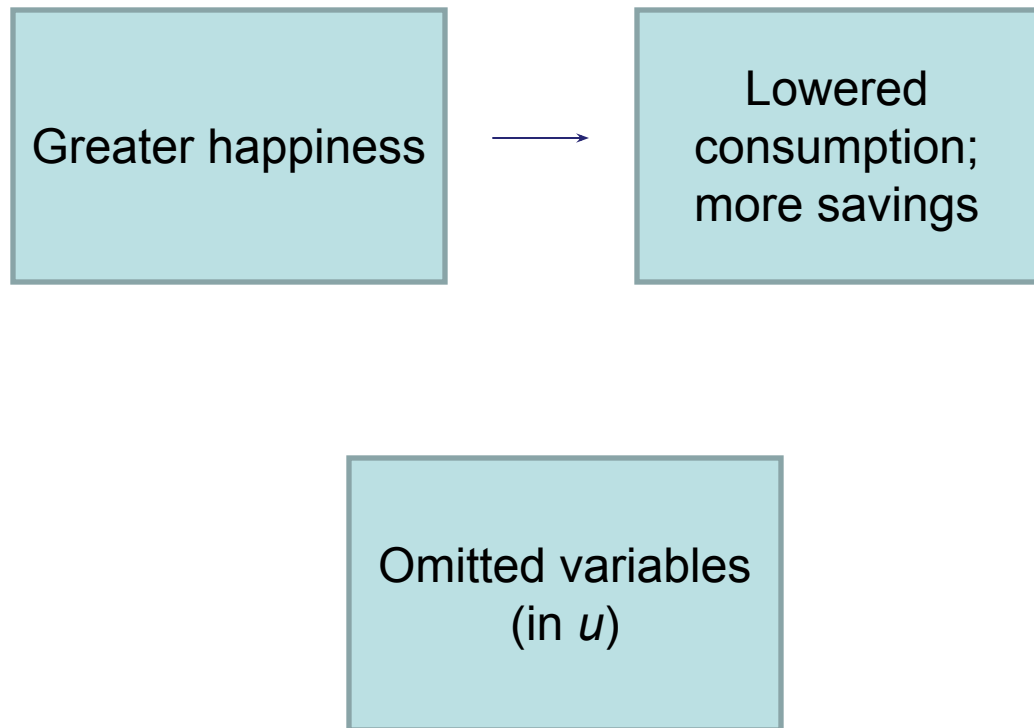 Greater happiness
Lowered
consumption;
more savings
Omitted variables
(in u)